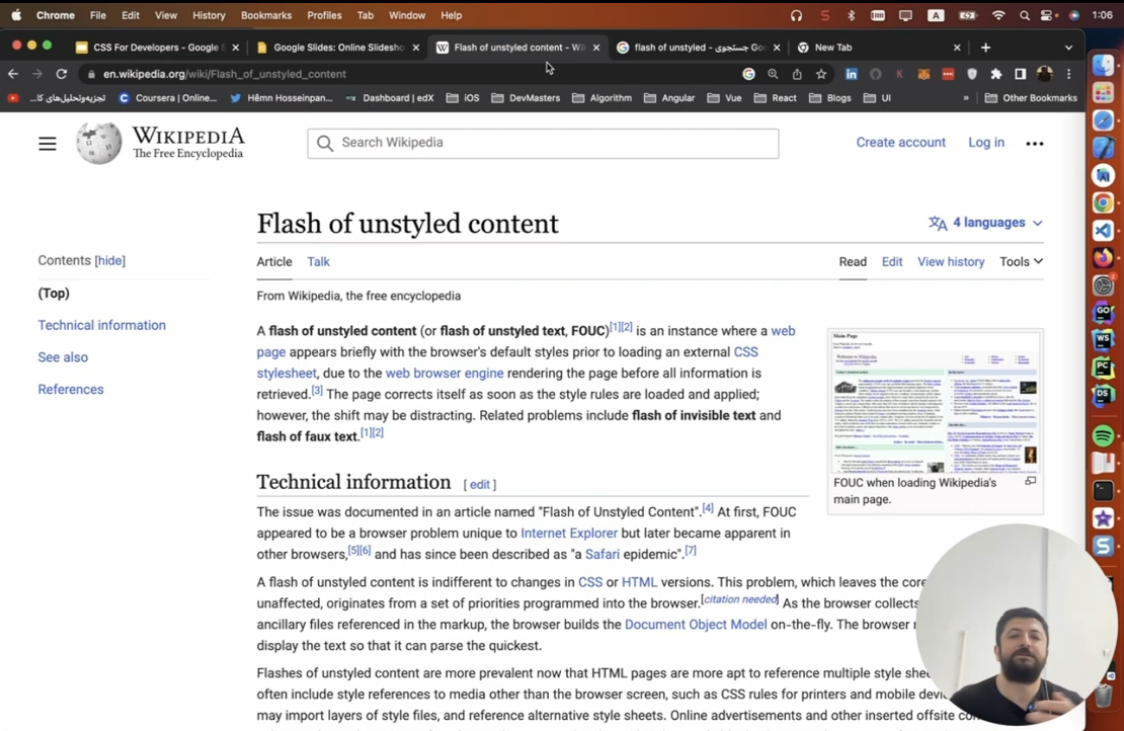 Chrome File Edit View History Bookmarks Profiles Tab Window Help A 1:06
CSS For Developers - Google S Google Slides: Online Slidesho Flash of unstyled content - Wi flash of unstyled - جستجوی Go New Tab
en.wikipedia.org/wiki/Flash_of_unstyled_content
تجزیه‌وتحلیل‌های کا... Coursera | Online... Hêmn Hosseinpan... Dashboard | edX iOS DevMasters Algorithm Angular Vue React Blogs UI » Other Bookmarks
WIKIPEDIA
The Free Encyclopedia
Search Wikipedia
Create account Log in
Flash of unstyled content
4 languages
Contents [hide]
(Top)
Technical information
See also
References
Article Talk
Read Edit View history Tools
From Wikipedia, the free encyclopedia
A flash of unstyled content (or flash of unstyled text, FOUC)[1][2] is an instance where a web
page appears briefly with the browser's default styles prior to loading an external CSS
stylesheet, due to the web browser engine rendering the page before all information is
retrieved.[3] The page corrects itself as soon as the style rules are loaded and applied;
however, the shift may be distracting. Related problems include flash of invisible text and
flash of faux text.[1][2]
Main Page
FOUC when loading Wikipedia's
main page.
Technical information [ edit ]
The issue was documented in an article named "Flash of Unstyled Content".[4] At first, FOUC
appeared to be a browser problem unique to Internet Explorer but later became apparent in
other browsers,[5][6] and has since been described as "a Safari epidemic".[7]
A flash of unstyled content is indifferent to changes in CSS or HTML versions. This problem, which leaves the core
unaffected, originates from a set of priorities programmed into the browser.[citation needed] As the browser collects
ancillary files referenced in the markup, the browser builds the Document Object Model on-the-fly. The browser
display the text so that it can parse the quickest.
Flashes of unstyled content are more prevalent now that HTML pages are more apt to reference multiple style shee
often include style references to media other than the browser screen, such as CSS rules for printers and mobile devi
may import layers of style files, and reference alternative style sheets. Online advertisements and other inserted offsite con
GO
WS
PC
DS